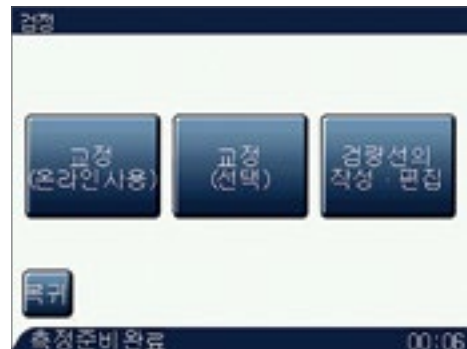 검정
교정
(온라인사용)
교정
(선택)
검량선의
작성·편집
복귀
측정준비완료
00:06